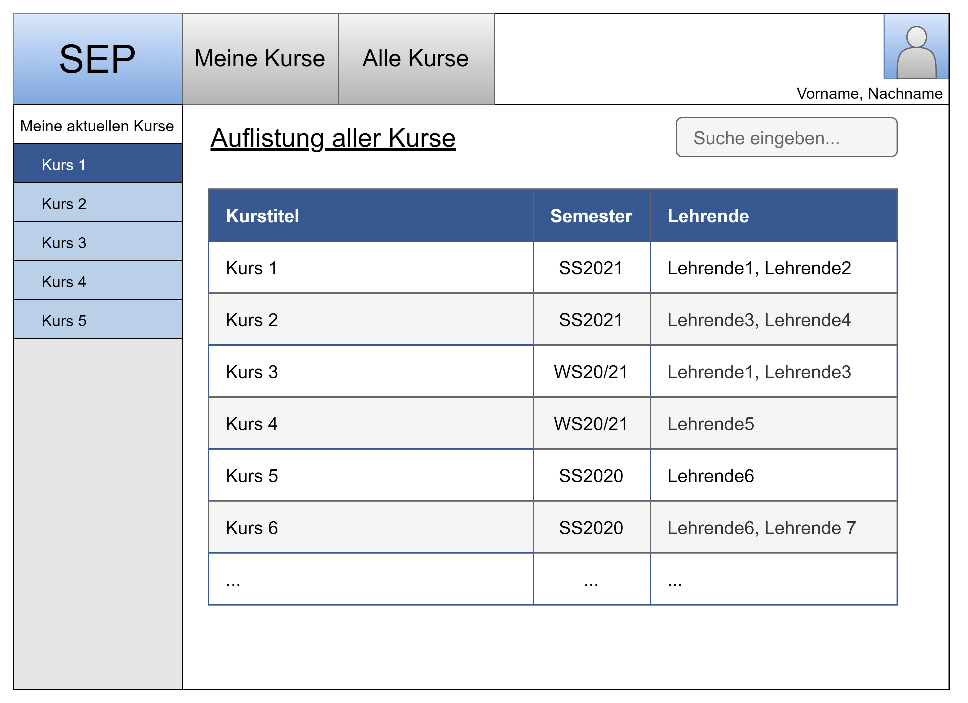 SEP
Meine Kurse
Alle Kurse
Vorname, Nachname
Meine aktuellen Kurse
Kurs 1
Kurs 2
Kurs 3
Kurs 4
Kurs 5
Auflistung aller Kurse
Suche eingeben...
Kurstitel Semester Lehrende
Kurs 1 SS2021 Lehrende1, Lehrende2
Kurs 2 SS2021 Lehrende3, Lehrende4
Kurs 3 WS20/21 Lehrende1, Lehrende3
Kurs 4 WS20/21 Lehrende5
Kurs 5 SS2020 Lehrende6
Kurs 6 SS2020 Lehrende6, Lehrende 7
... ... ...